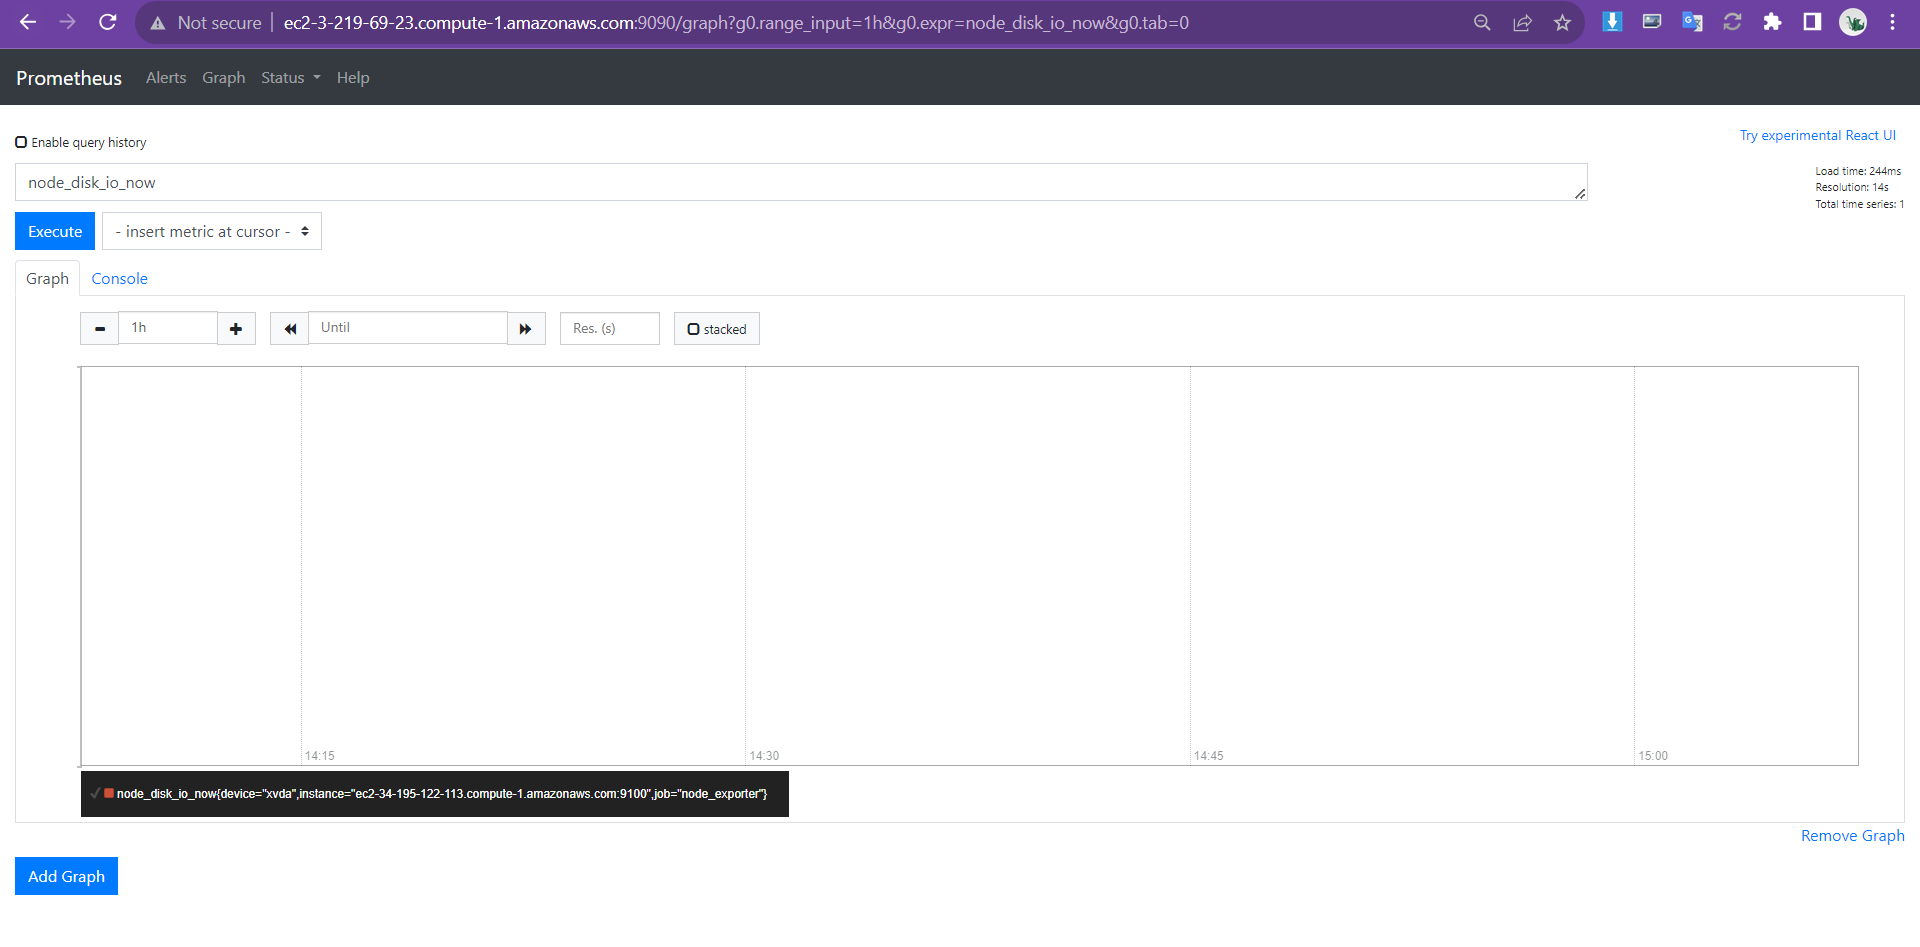 Not secure ec2-3-219-69-23.compute-1.amazonaws.com:9090/graph?g0.range_input=1h&g0.expr=node_disk_io_now&g0.tab=0
Prometheus Alerts Graph Status Help
Enable query history
Try experimental React UI
node_disk_io_now
Load time: 244ms
Resolution: 14s
Total time series: 1
Execute - insert metric at cursor -
Graph Console
1h Until Res. (s) stacked
14:15 14:30 14:45 15:00
node_disk_io_now{device="xvda",instance="ec2-34-195-122-113.compute-1.amazonaws.com:9100",job="node_exporter"}
Remove Graph
Add Graph